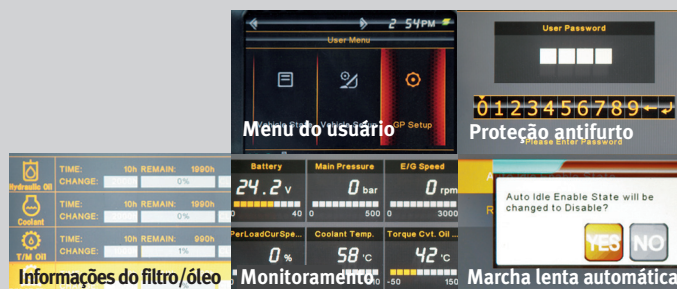 2 54PM
User Menu
Vehicle Setup
GP Setup
Menu do usuário
User Password
0123456789
Please Enter Password
Proteção antifurto
Hydraulic Oil
TIME: 10h REMAIN: 1990h
CHANGE: 0%
Coolant
TIME: 10h REMAIN: 1990h
CHANGE: 0%
T/M Oil
TIME: 10h REMAIN: 990h
CHANGE: 1%
Informações do filtro/óleo
Battery
Main Pressure
E/G Speed
24.2 v
0 bar
0 rpm
0 40
0 500
0 3000
PerLoadCurSpe...
Coolant Temp.
Torque Cvt. Oil ...
0 %
58 °C
42 °C
-50 150
Monitoramento
Auto Idle Enable State will be
changed to Disable?
YES NO
Marcha lenta automática